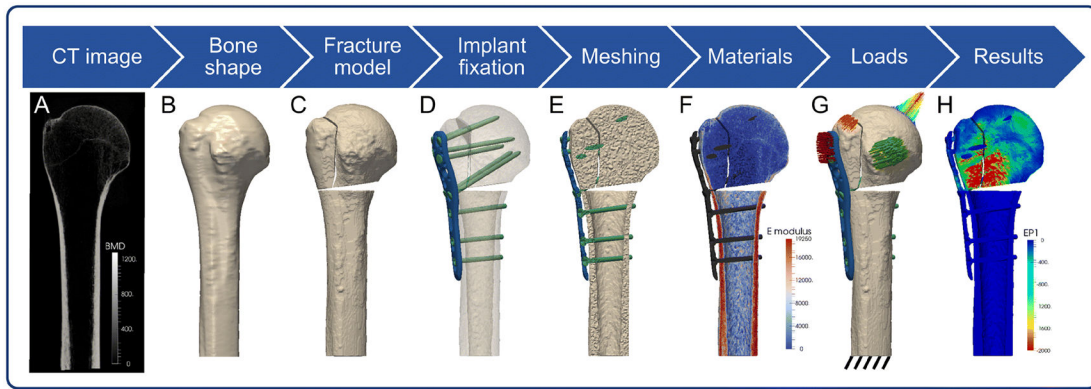 CT image
Bone
shape
Fracture
model
Implant
fixation
Meshing
Materials
Loads
Results
A
B
C
D
E
F
G
H
BMD
1200.
800.
400.
0
E modulus
19250
16000
12000
8000
4000
0
EP1
0
-400
-800
-1200
-1600
-2000